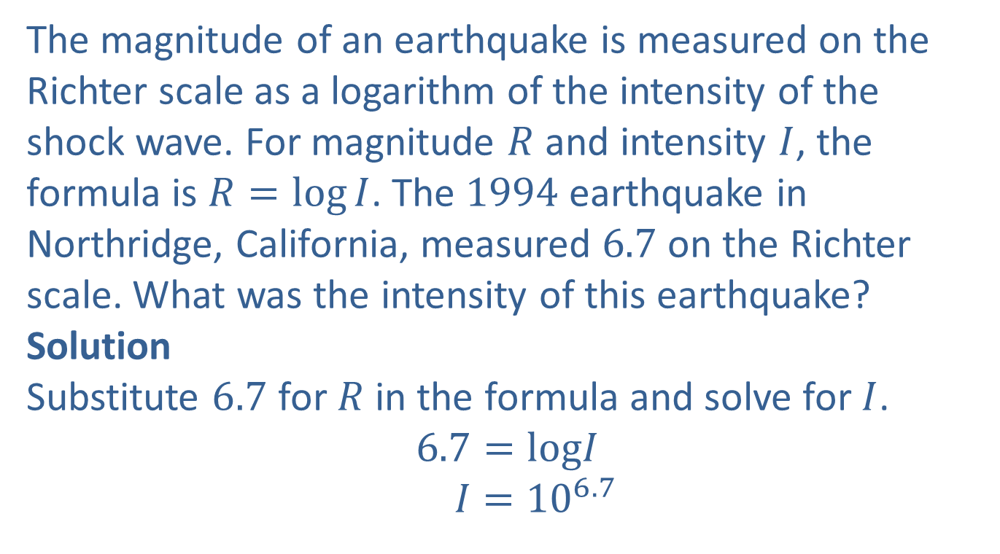 The magnitude of an earthquake is measured on the
Richter scale as a logarithm of the intensity of the
shock wave. For magnitude R and intensity I, the
formula is R = log I. The 1994 earthquake in
Northridge, California, measured 6.7 on the Richter
scale. What was the intensity of this earthquake?
Solution
Substitute 6.7 for R in the formula and solve for I.
6.7 = logI
I = 10^6.7